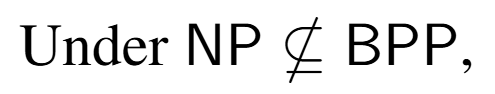 Under NP ⊈ BPP,